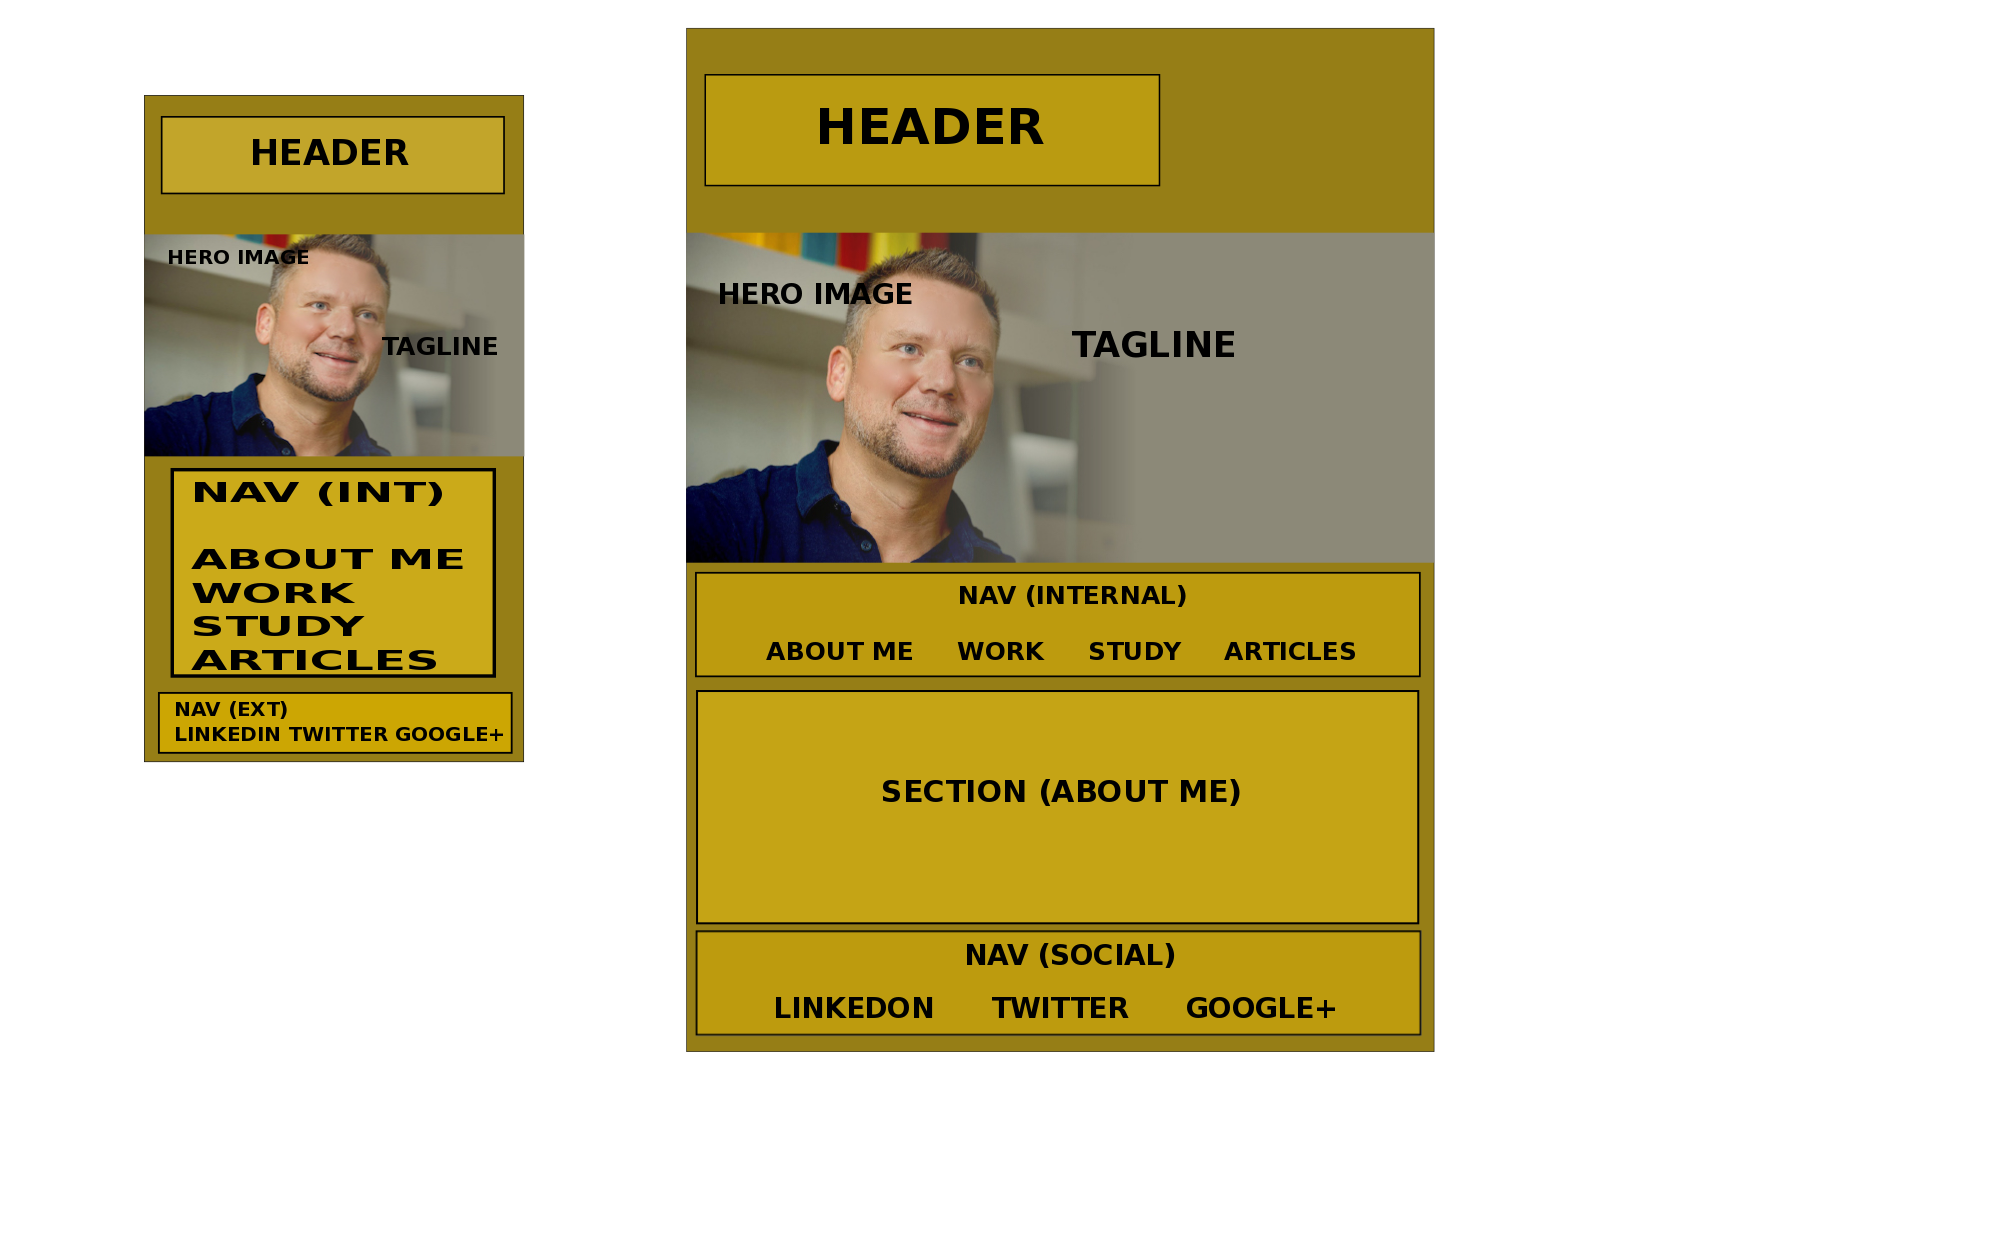 HEADER
HERO IMAGE
TAGLINE
NAV (INT)
ABOUT ME
WORK
STUDY
ARTICLES
NAV (EXT)
LINKEDIN TWITTER GOOGLE+
HEADER
HERO IMAGE
TAGLINE
NAV (INTERNAL)
ABOUT ME WORK STUDY ARTICLES
SECTION (ABOUT ME)
NAV (SOCIAL)
LINKEDON TWITTER GOOGLE+